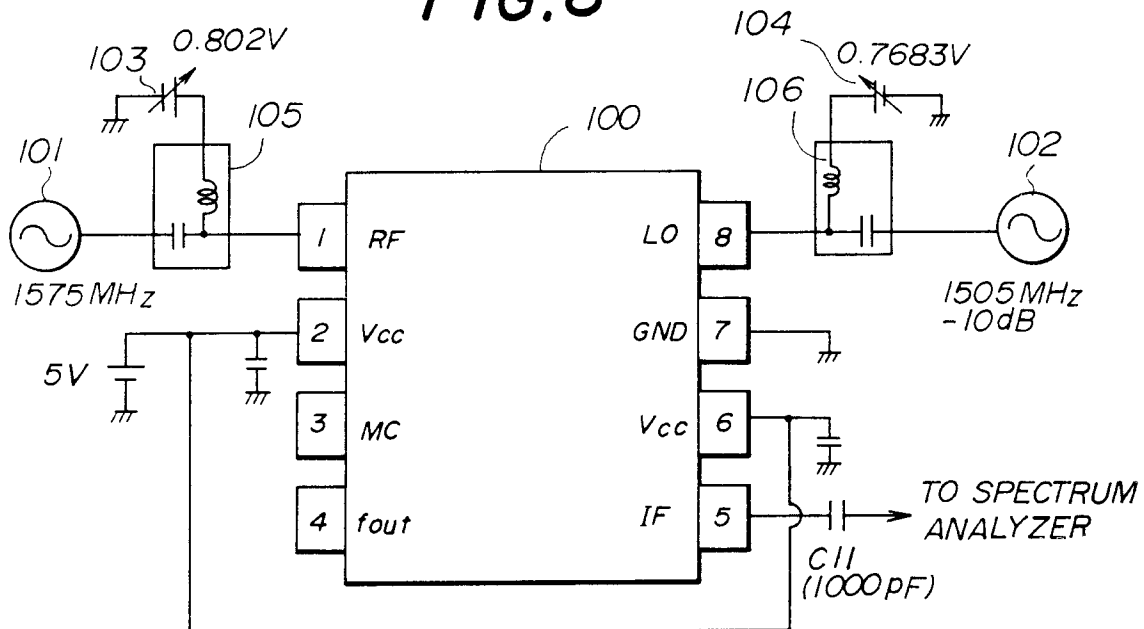 FIG.8
103
0.802V
105
101
1575MHz
100
104
0.7683V
106
102
1505MHz
-10dB
1 RF
2 Vcc
3 MC
4 fout
LO 8
GND 7
Vcc 6
IF 5
5V
TO SPECTRUM
ANALYZER
C11
(1000pF)